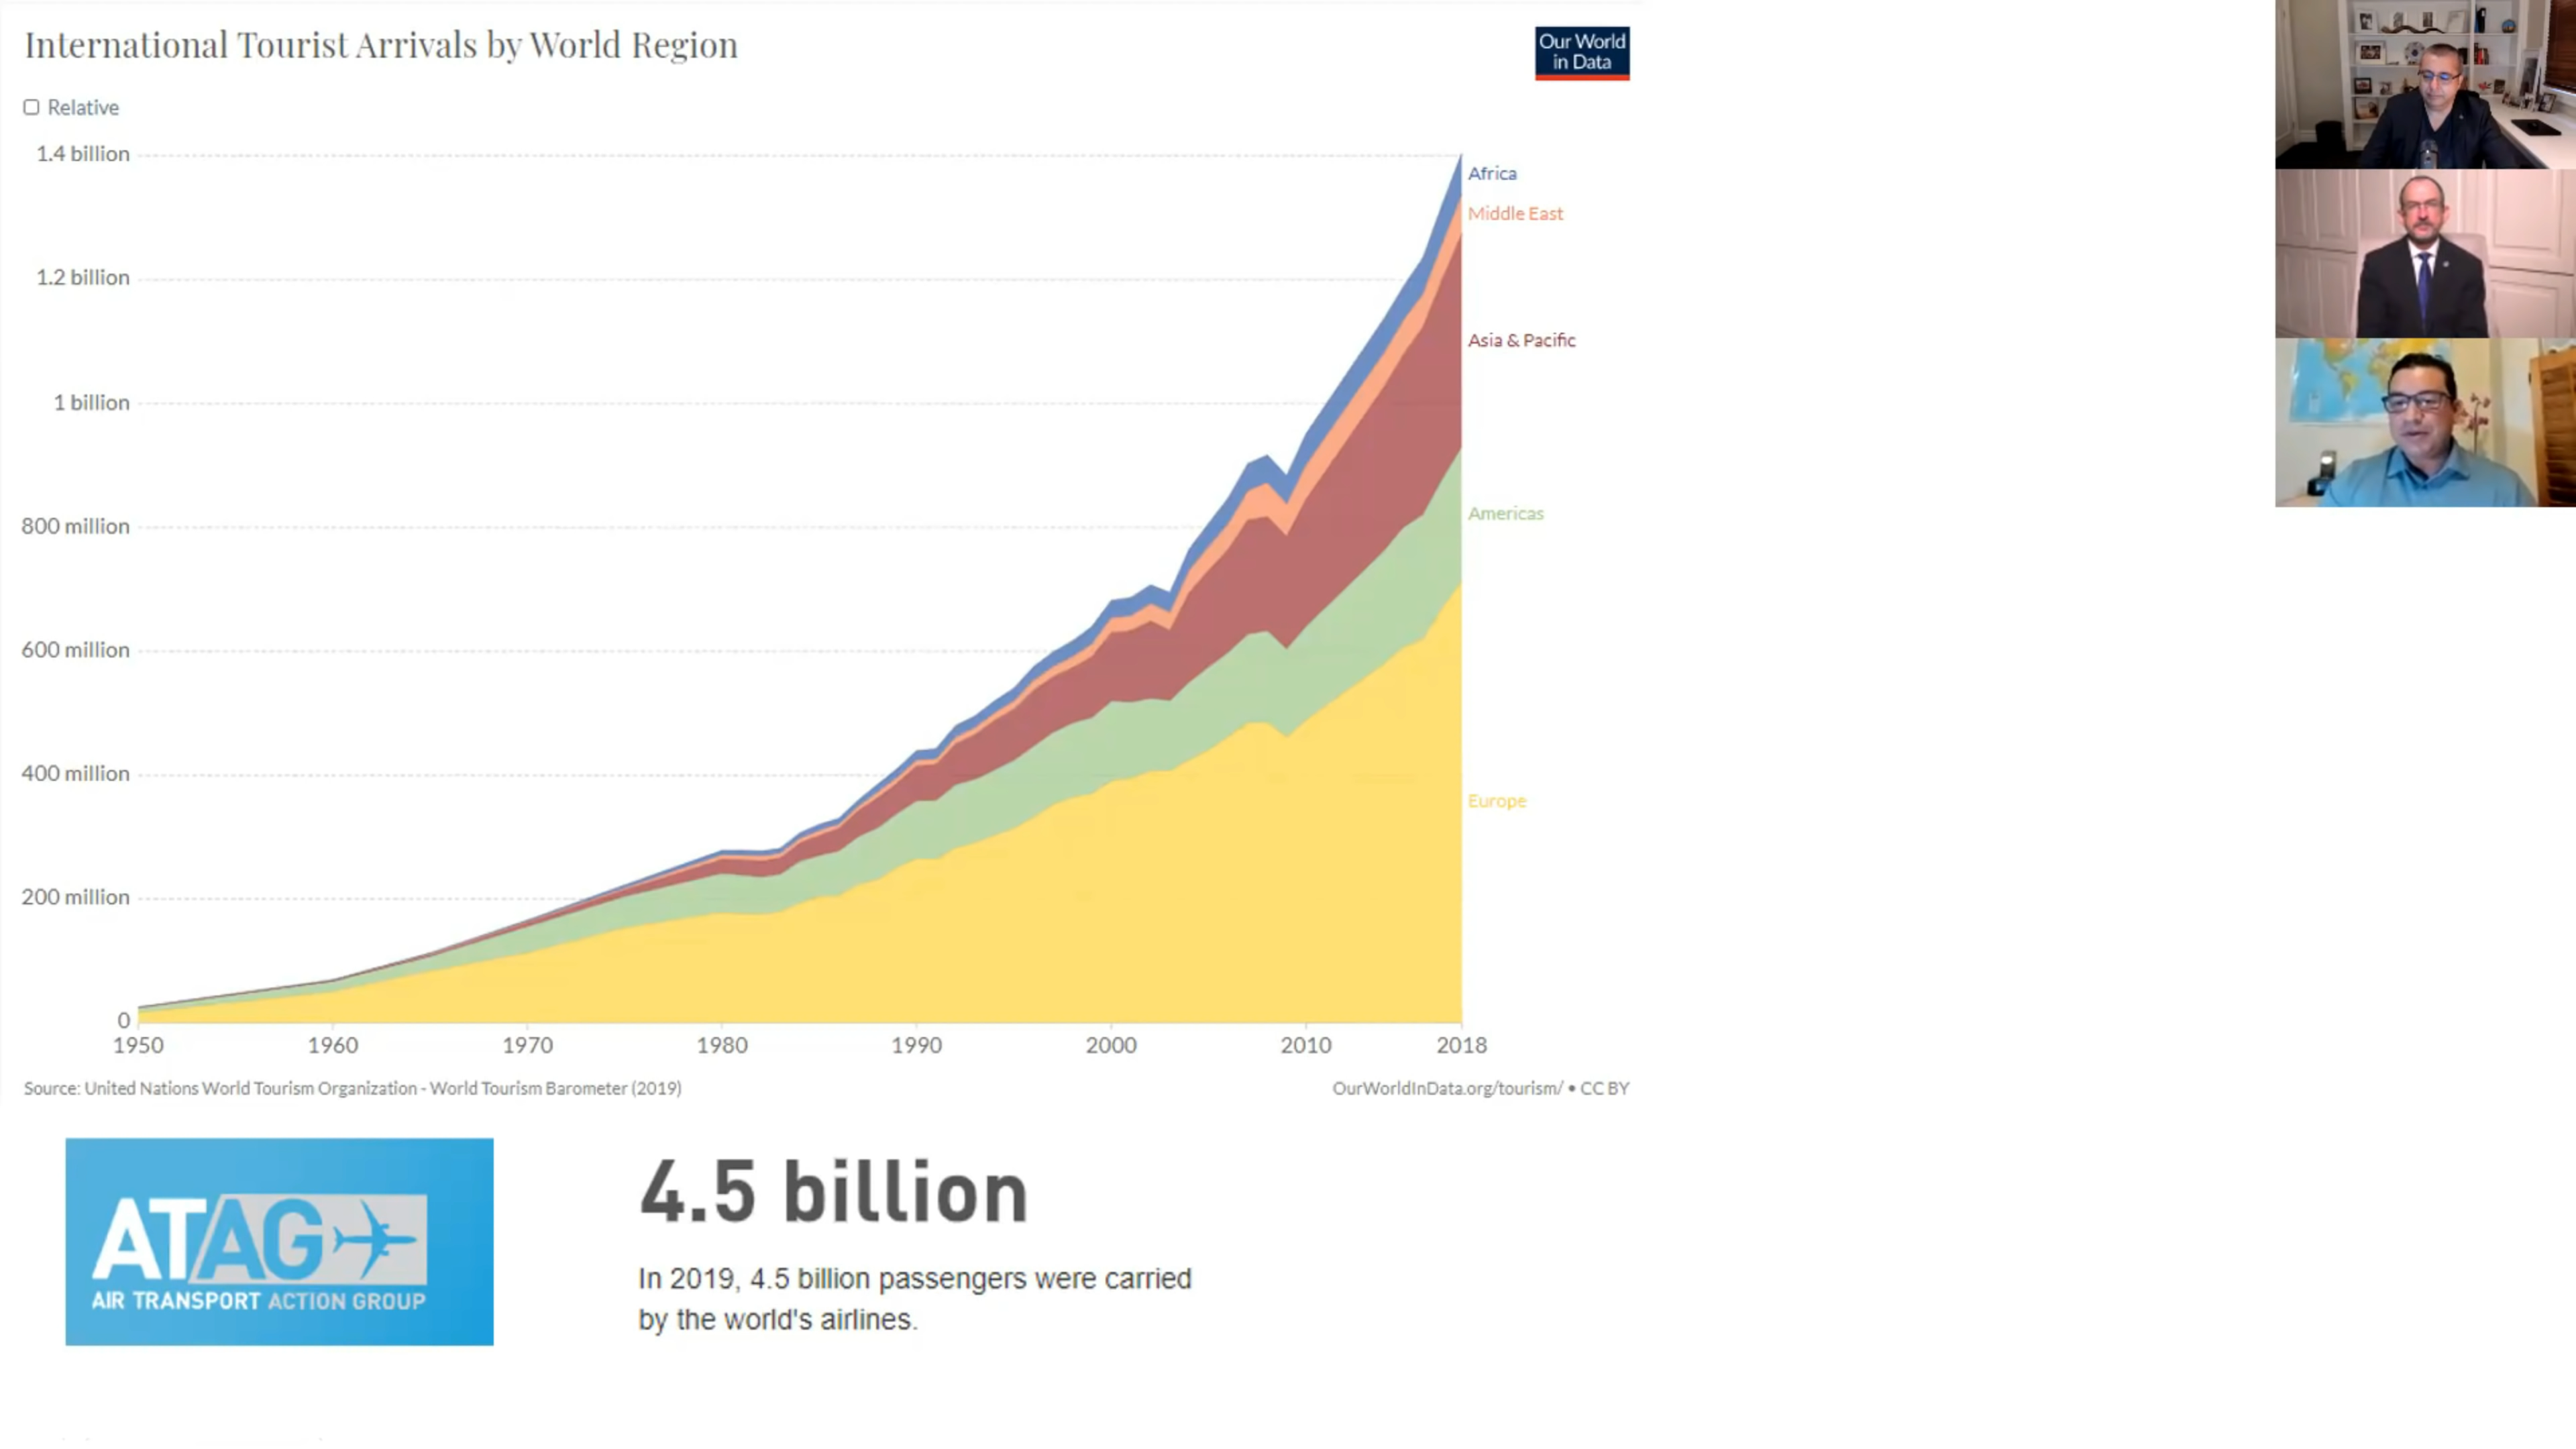 International Tourist Arrivals by World Region
Our World
in Data
Relative
1.4 billion
1.2 billion
1 billion
800 million
600 million
400 million
200 million
0
Africa
Middle East
Asia & Pacific
Americas
Europe
1950 1960 1970 1980 1990 2000 2010 2018
Source: United Nations World Tourism Organization - World Tourism Barometer (2019)
OurWorldInData.org/tourism/ • CC BY
ATAG
AIR TRANSPORT ACTION GROUP
4.5 billion
In 2019, 4.5 billion passengers were carried
by the world's airlines.